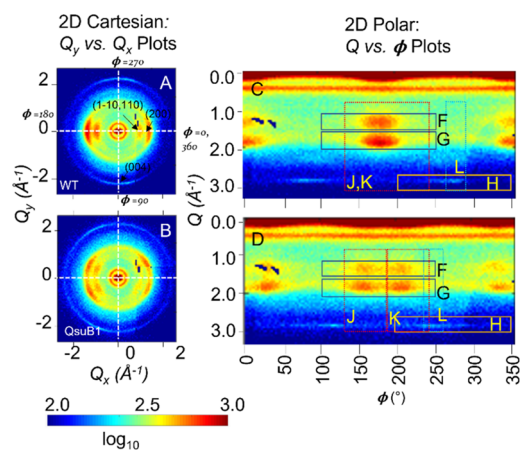 2D Cartesian:
Qy vs. Qx Plots
2D Polar:
Q vs. ϕ Plots
ϕ=270
A
ϕ=180
(1-10,110)
(200)
ϕ=0,
360
(004)
WT
ϕ=90
2
0
-2
Qy (Å-1)
B
QsuB1
2
0
-2
-2 0 2
Qx (Å-1)
C
F
G
L
J,K
H
0.0
1.0
2.0
3.0
Q (Å-1)
D
F
G
J
K
L
H
0.0
1.0
2.0
3.0
0
50
100
150
200
250
300
350
ϕ (°)
2.0 2.5 3.0
log10